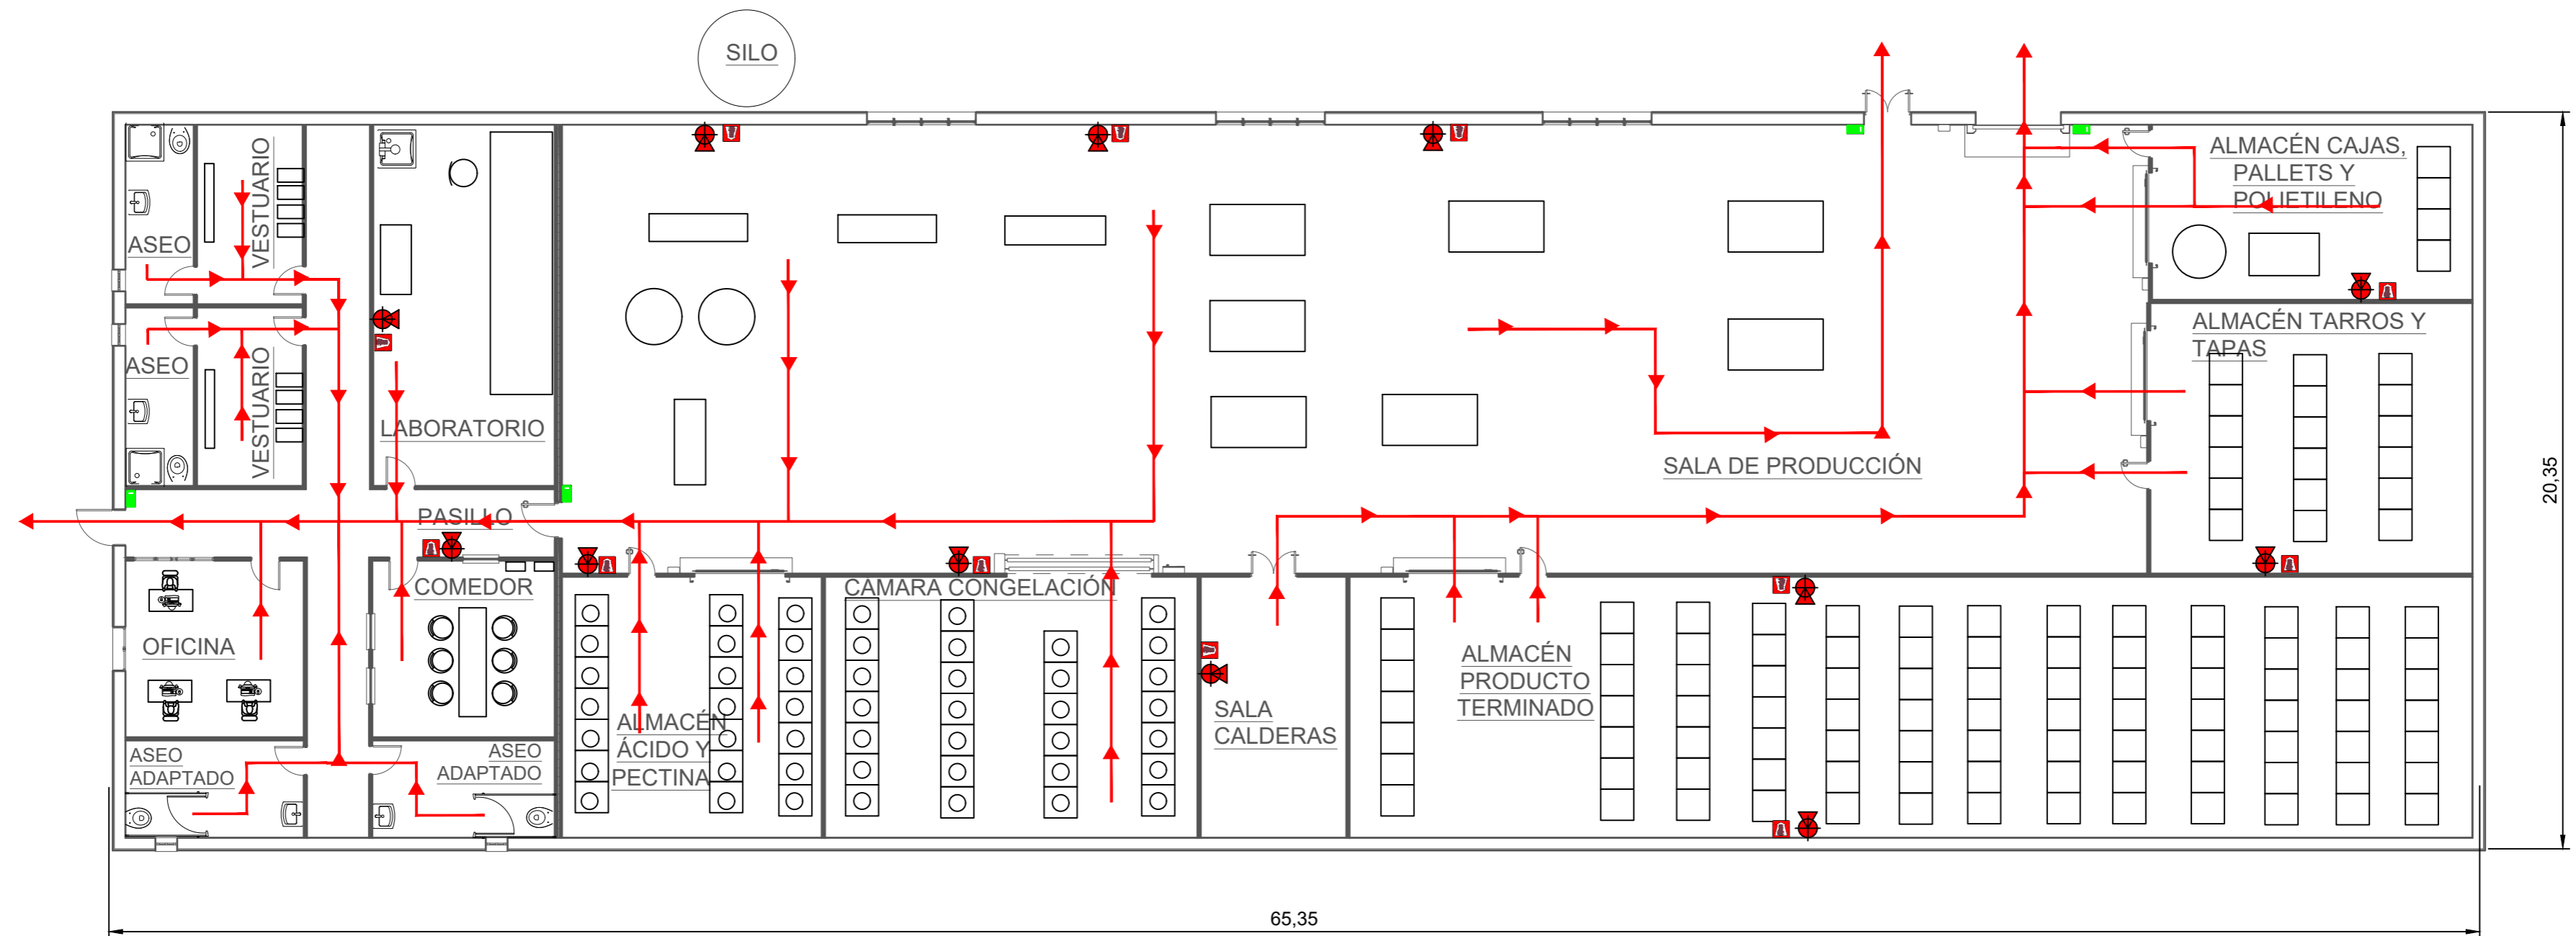 SILO
ALMACÉN CAJAS,
PALLETS Y
POLIETILENO
VESTUARIO
ASEO
ALMACÉN TARROS Y
TAPAS
ASEO
VESTUARIO
LABORATORIO
SALA DE PRODUCCIÓN
20,35
PASILLO
COMEDOR
CAMARA CONGELACIÓN
OFICINA
ALMACÉN
PRODUCTO
TERMINADO
SALA
CALDERAS
ALMACÉN
ÁCIDO Y
PECTINA
ASEO
ADAPTADO
ASEO
ADAPTADO
65,35